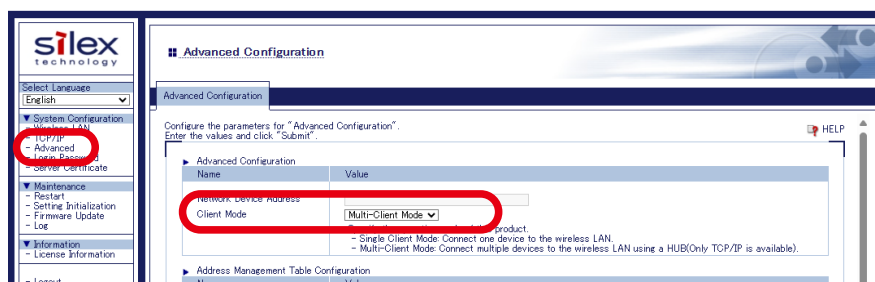 silex
technology
Select Language
English
▼ System Configuration
- Wireless LAN
- TCP/IP
- Advanced
- Login Password
- Server Certificate
▼ Maintenance
- Restart
- Setting Initialization
- Firmware Update
- Log
▼ Information
- License Information
- Logout
Advanced Configuration
Advanced Configuration
Configure the parameters for "Advanced Configuration".
Enter the values and click "Submit".
HELP
Advanced Configuration
Name Value
Network Device Address
Client Mode Multi-Client Mode
product.
- Single Client Mode: Connect one device to the wireless LAN.
- Multi-Client Mode: Connect multiple devices to the wireless LAN using a HUB(Only TCP/IP is available).
Address Management Table Configuration
Name Value